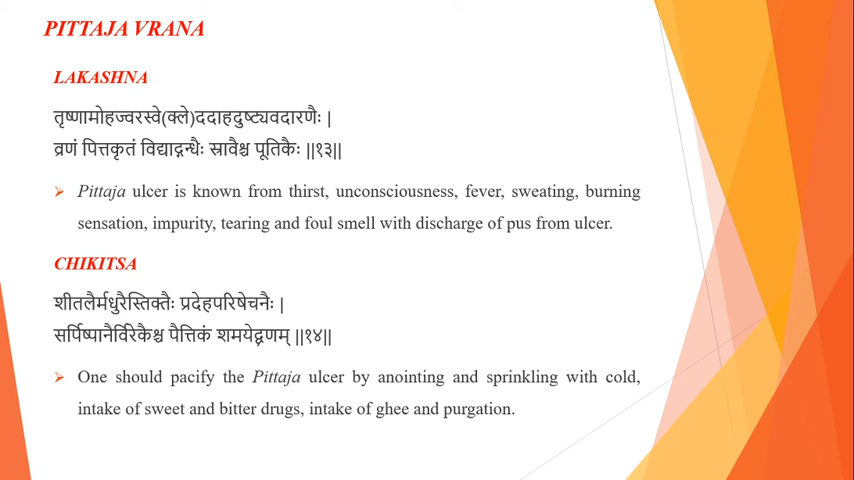 PITTAJA VRANA
LAKASHNA
तृष्णामोहज्वरस्वे(क्ले)ददाहदुष्ट्यवदारणैः |
व्रणं पित्तकृतं विद्याद्गन्धैः स्रावैश्च पूतिकैः ||१३||
Pittaja ulcer is known from thirst, unconsciousness, fever, sweating, burning
sensation, impurity, tearing and foul smell with discharge of pus from ulcer.
CHIKITSA
शीतलैर्मधुरैस्तिक्तैः प्रदेहपरिषेचनैः |
सर्पिष्पानैर्विरेकैश्च पैत्तिकं शमयेद्व्रणम् ||१४||
One should pacify the Pittaja ulcer by anointing and sprinkling with cold,
intake of sweet and bitter drugs, intake of ghee and purgation.